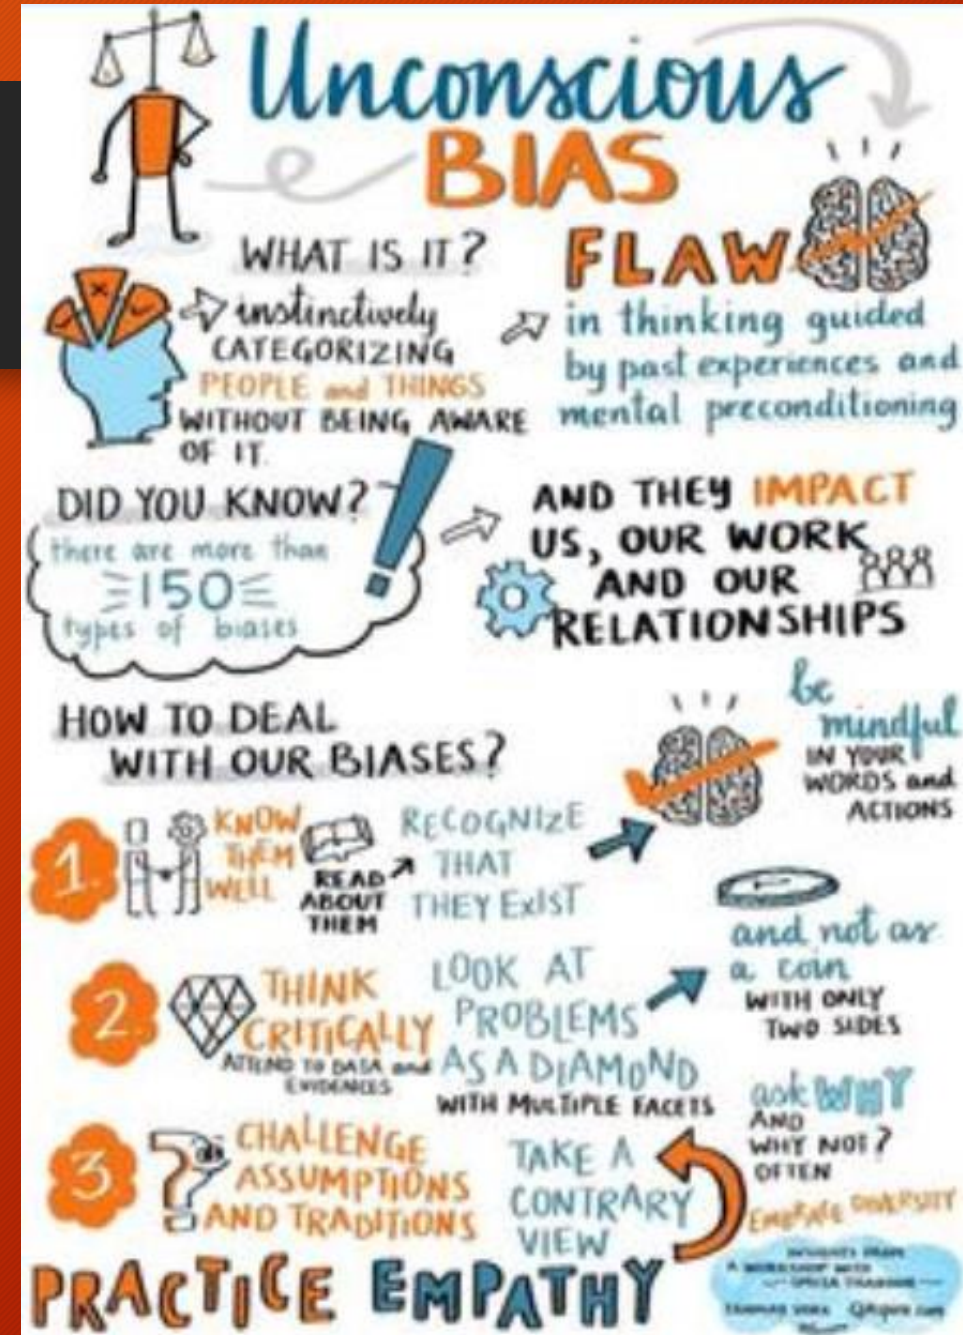 Unconscious
BIAS
WHAT IS IT?
instinctively
CATEGORIZING
PEOPLE and THINGS
WITHOUT BEING AWARE
OF IT.
FLAW
in thinking guided
by past experiences and
mental preconditioning
DID YOU KNOW?
there are more than
150
types of biases
AND THEY IMPACT
US, OUR WORK
AND OUR
RELATIONSHIPS
HOW TO DEAL
WITH OUR BIASES?
1.
KNOW
THEM
WELL
READ
ABOUT
THEM
RECOGNIZE
THAT
THEY EXIST
be
mindful
IN YOUR
WORDS and
ACTIONS
2.
THINK
CRITICALLY
ATTEND TO DATA and
EVIDENCES
LOOK AT
PROBLEMS
AS A DIAMOND
WITH MULTIPLE FACETS
and not as
a coin
WITH ONLY
TWO SIDES
3
CHALLENGE
ASSUMPTIONS
AND TRADITIONS
TAKE A
CONTRARY
VIEW
ask WHY
AND
WHY NOT?
OFTEN
EMBRACE DIVERSITY
PRACTICE EMPATHY
INSIGHTS FROM
A WORKSHOP WITH